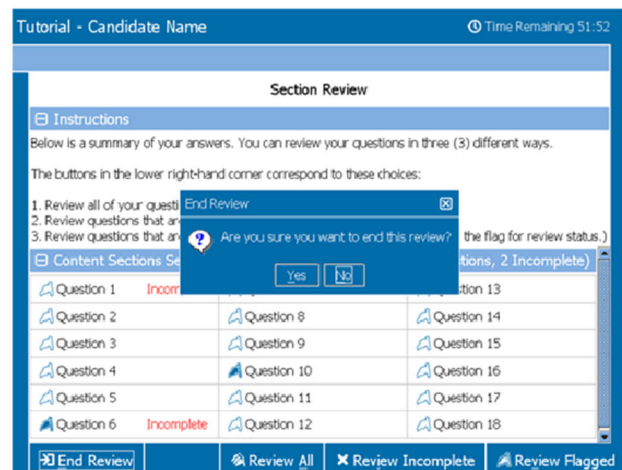 Tutorial - Candidate Name
Time Remaining 51:52
Section Review
Instructions
Below is a summary of your answers. You can review your questions in three (3) different ways.
The buttons in the lower right-hand corner correspond to these choices:
1. Review all of your questi
2. Review questions that ar
3. Review questions that ar the flag for review status.)
End Review
Are you sure you want to end this review?
Yes No
Content Sections Se tions, 2 Incomplete)
Question 1 Incom stion 13
Question 2 Question 8 Question 14
Question 3 Question 9 Question 15
Question 4 Question 10 Question 16
Question 5 Question 11 Question 17
Question 6 Incomplete Question 12 Question 18
End Review Review All Review Incomplete Review Flagged